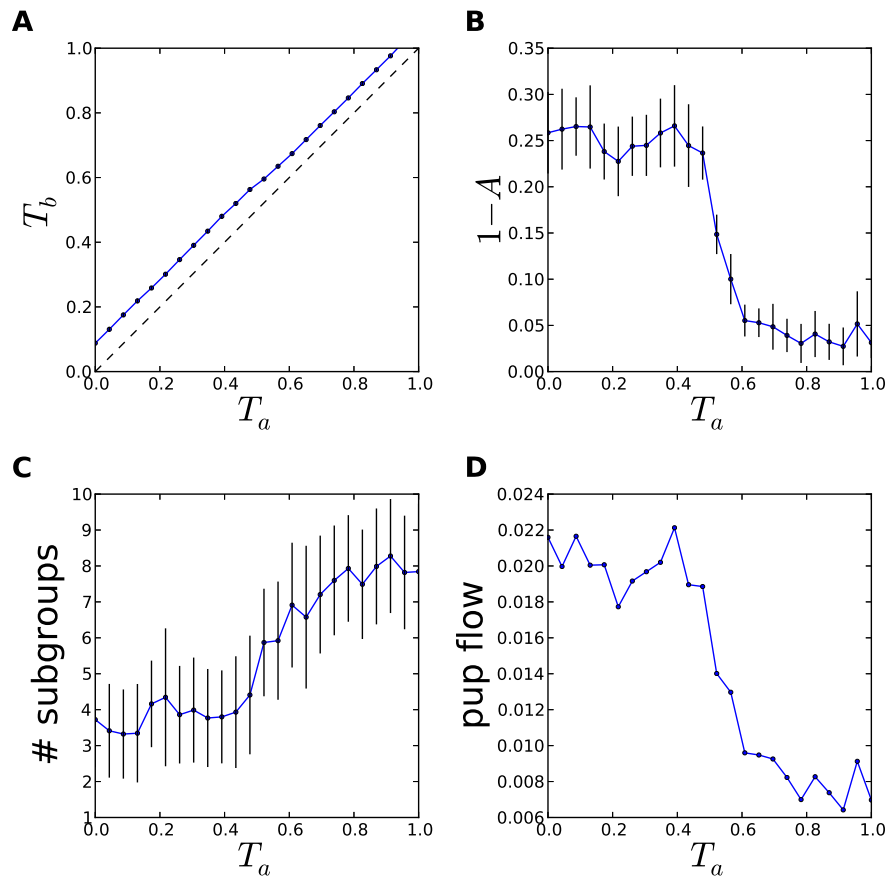 A
1.0
0.8
0.6
0.4
0.2
0.0
T_b
0.0 0.2 0.4 0.6 0.8 1.0
T_a
B
0.35
0.30
0.25
0.20
0.15
0.10
0.05
0.00
1−A
0.0 0.2 0.4 0.6 0.8 1.0
T_a
C
10
9
8
7
6
5
4
3
2
1
# subgroups
0.0 0.2 0.4 0.6 0.8 1.0
T_a
D
0.024
0.022
0.020
0.018
0.016
0.014
0.012
0.010
0.008
0.006
pup flow
0.0 0.2 0.4 0.6 0.8 1.0
T_a